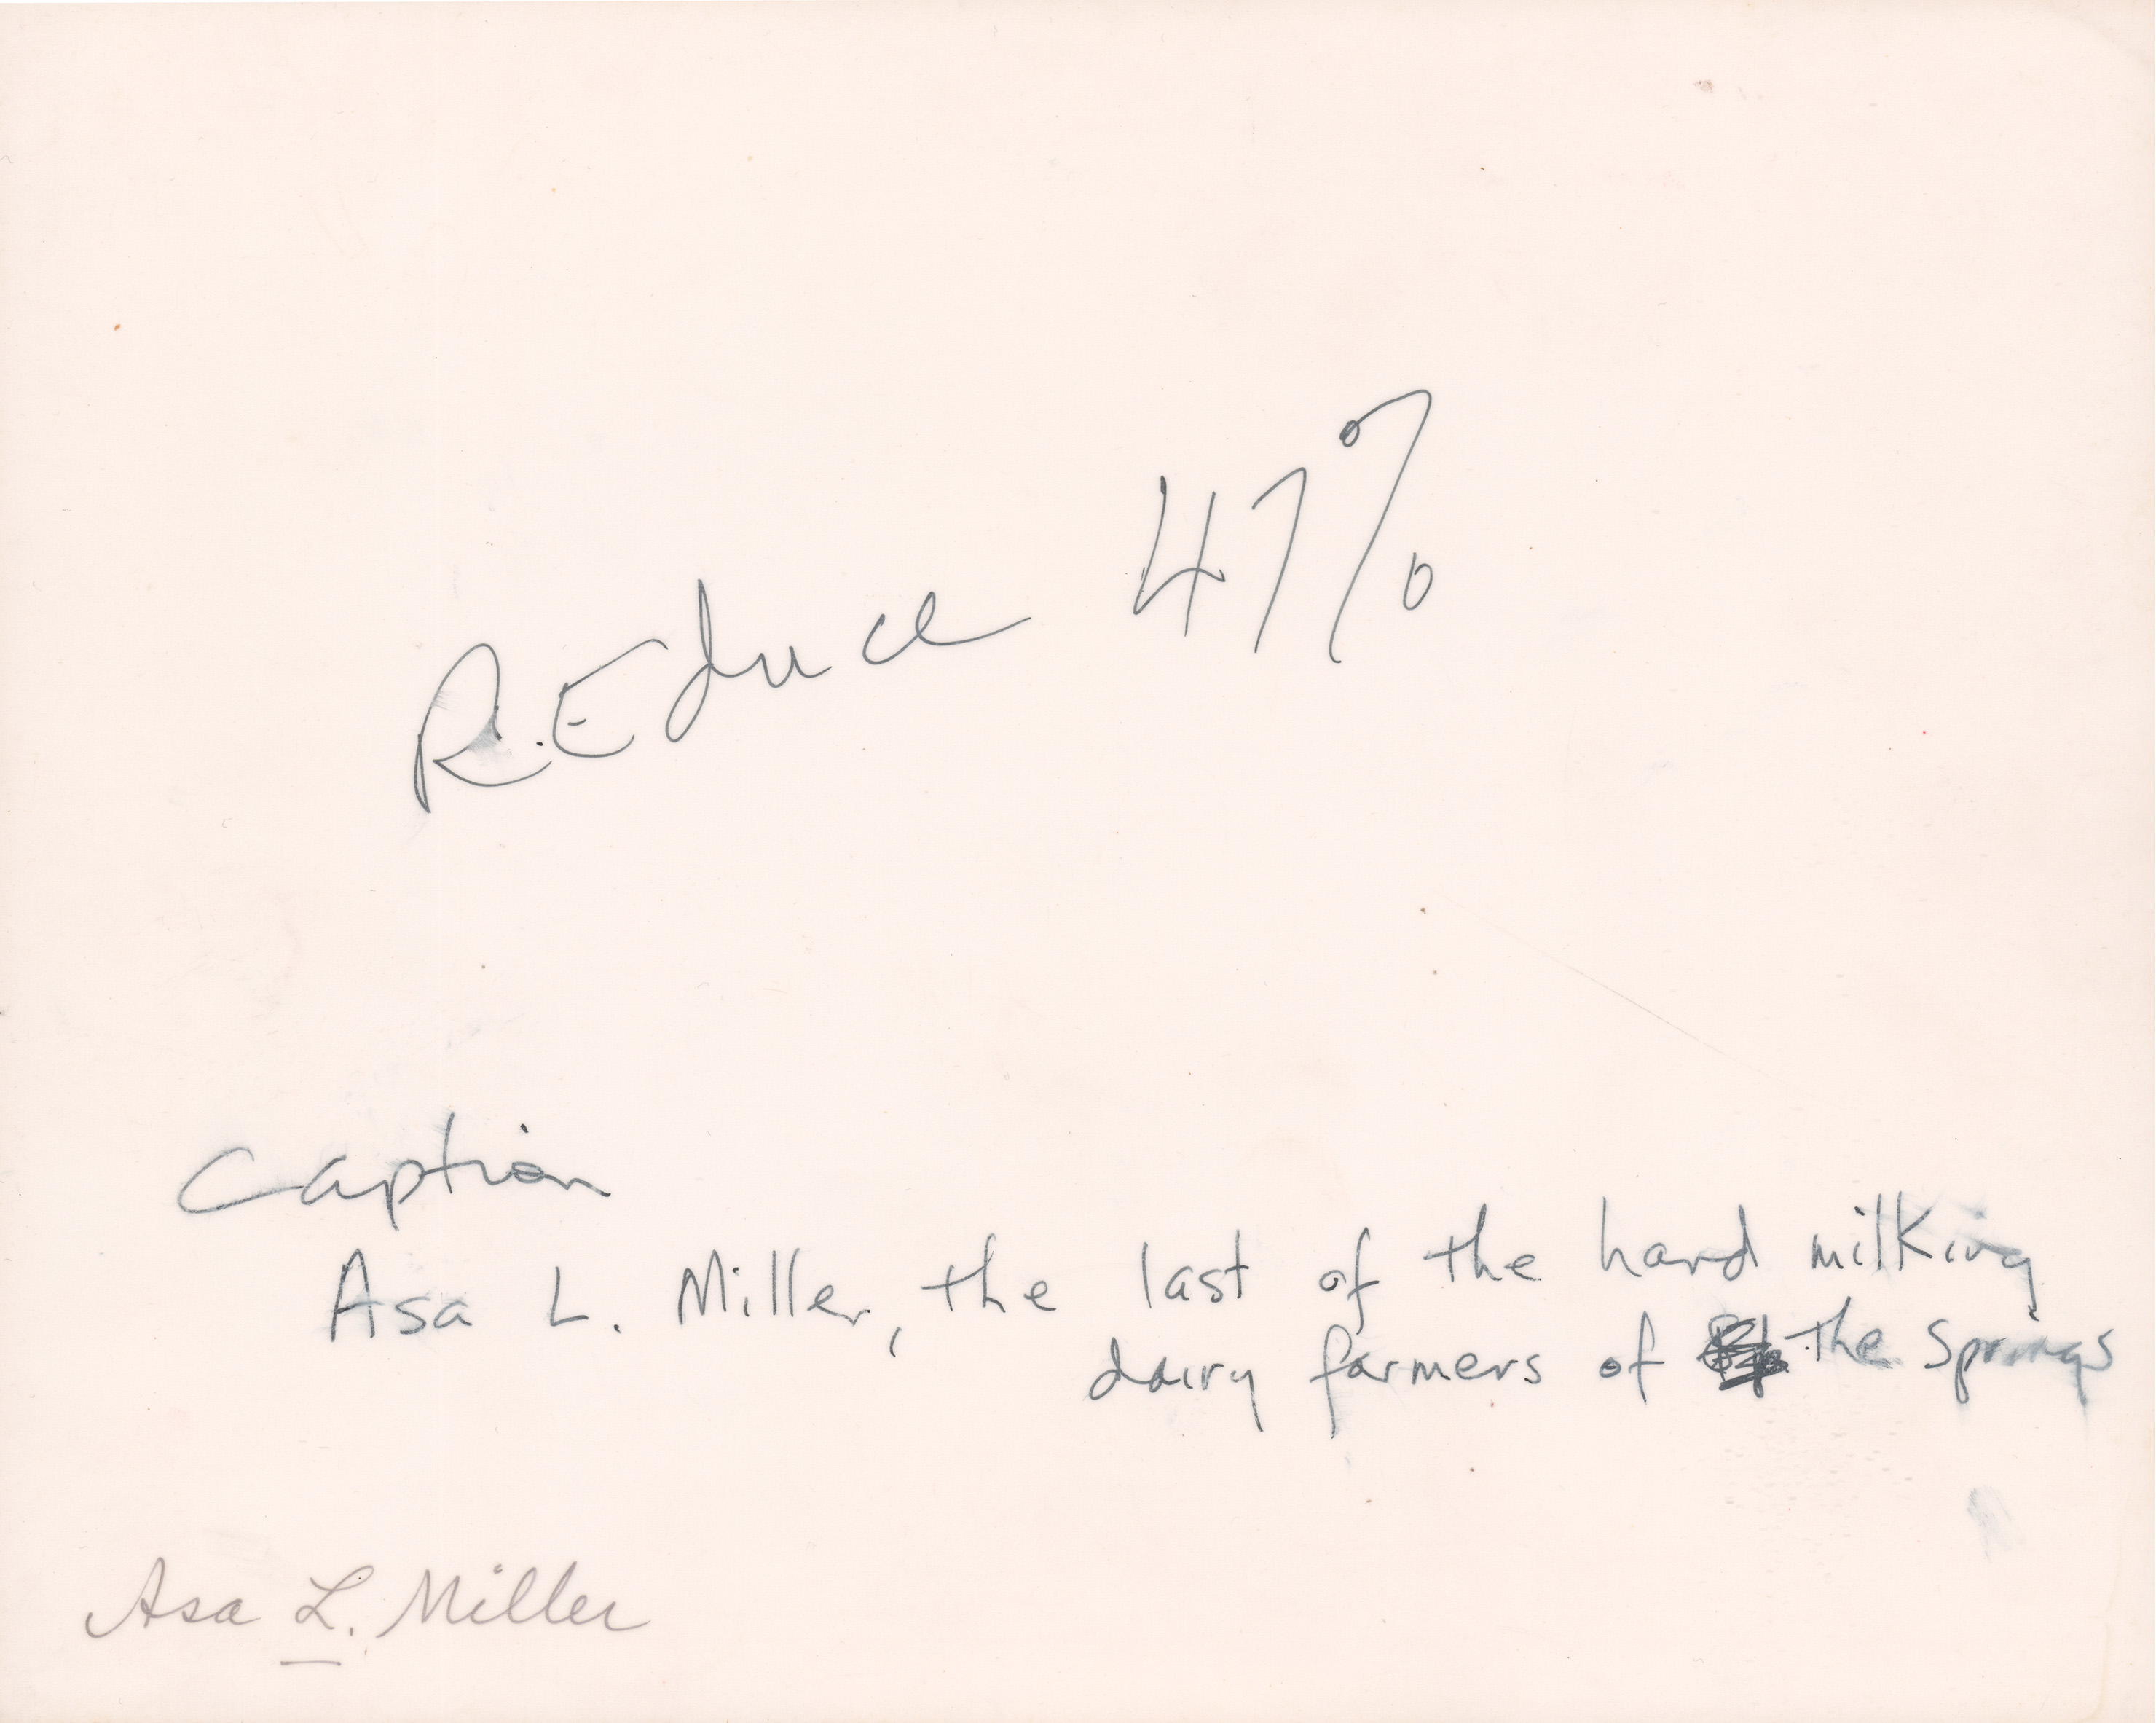 REduce 47%
Caption
Asa L. Miller, the last of the hand milking
dairy farmers of the Springs
Asa L. Miller